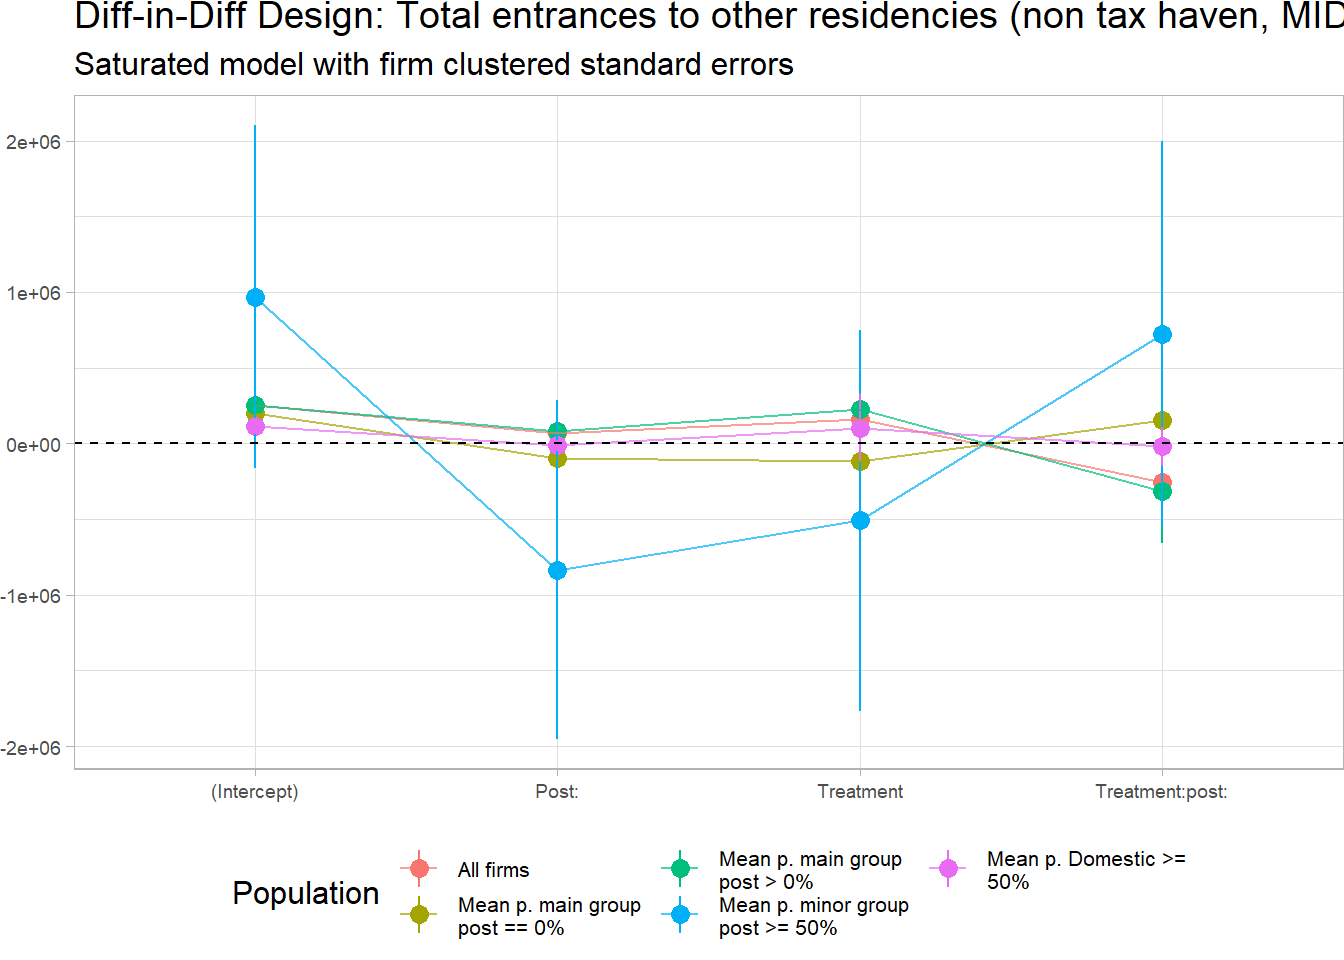 Diff-in-Diff Design: Total entrances to other residencies (non tax haven, MID
Saturated model with firm clustered standard errors
2e+06
1e+06
0e+00
-1e+06
-2e+06
(Intercept)
Post:
Treatment
Treatment:post:
Population
All firms
Mean p. main group
post == 0%
Mean p. main group
post > 0%
Mean p. minor group
post >= 50%
Mean p. Domestic >=
50%